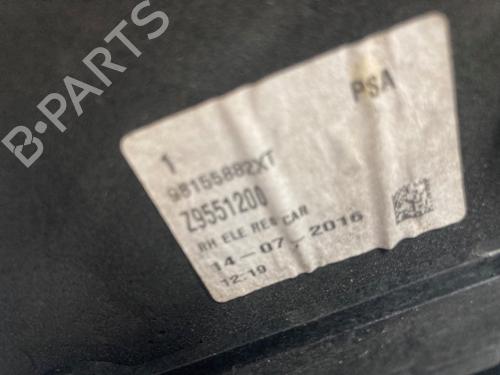 B-PARTS
PSA
1
98155882XT
Z9551200
RH ELE REG CAR
14-07-2016
12:19